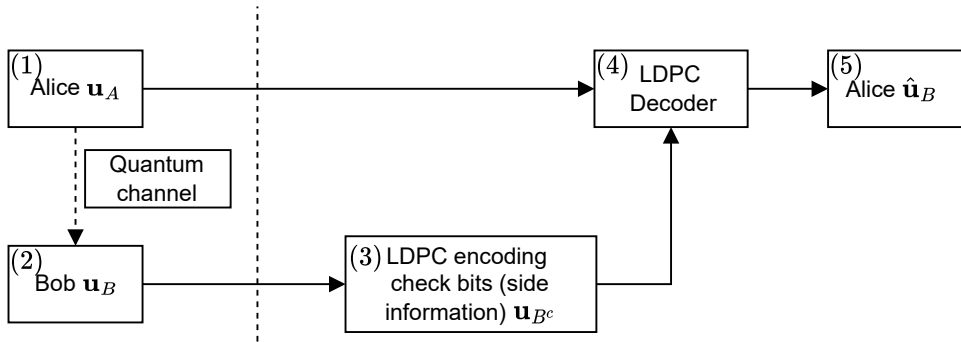 (1)
Alice u_A
(4)
LDPC
Decoder
(5)
Alice û_B
Quantum
channel
(2)
Bob u_B
(3) LDPC encoding
check bits (side
information) u_{B^c}